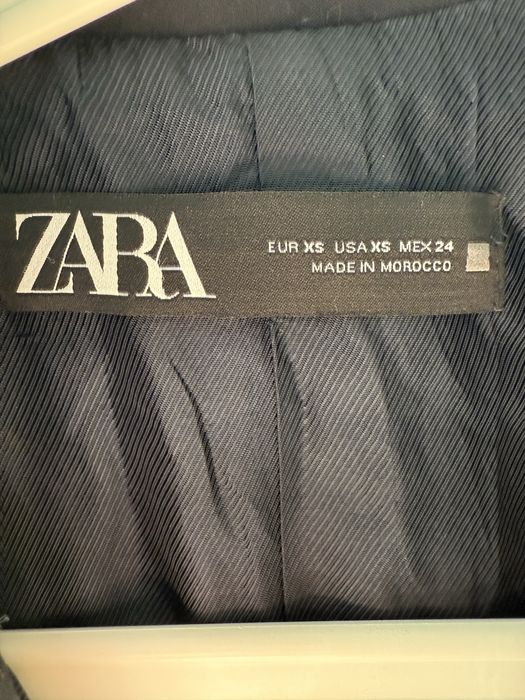 ZARA
EUR XS USA XS MEX 24
MADE IN MOROCCO